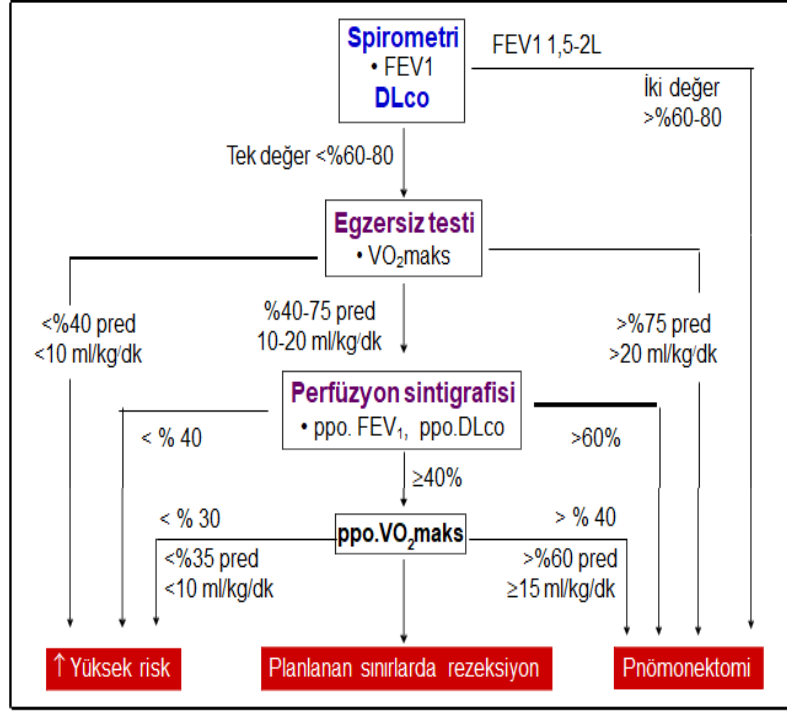 Spirometri
• FEV1
DLco
FEV1 1,5-2L
İki değer
>%60-80
Tek değer <%60-80
Egzersiz testi
• VO₂maks
<%40 pred
<10 ml/kg/dk
%40-75 pred
10-20 ml/kg/dk
>%75 pred
>20 ml/kg/dk
Perfüzyon sintigrafisi
• ppo. FEV₁, ppo.DLco
< % 40
>60%
≥40%
< % 30
ppo.VO₂maks
> % 40
<%35 pred
<10 ml/kg/dk
>%60 pred
≥15 ml/kg/dk
↑ Yüksek risk
Planlanan sınırlarda rezeksiyon
Pnömonektomi